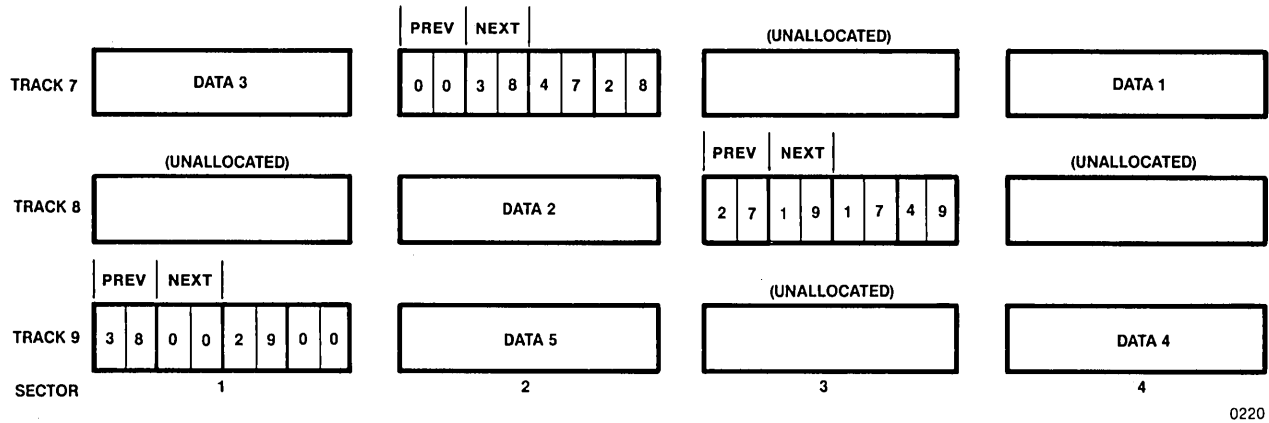 PREV NEXT
(UNALLOCATED)
TRACK 7 DATA 3 0 0 3 8 4 7 2 8 DATA 1
(UNALLOCATED) PREV NEXT (UNALLOCATED)
TRACK 8 DATA 2 2 7 1 9 1 7 4 9
PREV NEXT (UNALLOCATED)
TRACK 9 3 8 0 0 2 9 0 0 DATA 5 DATA 4
SECTOR 1 2 3 4
0220